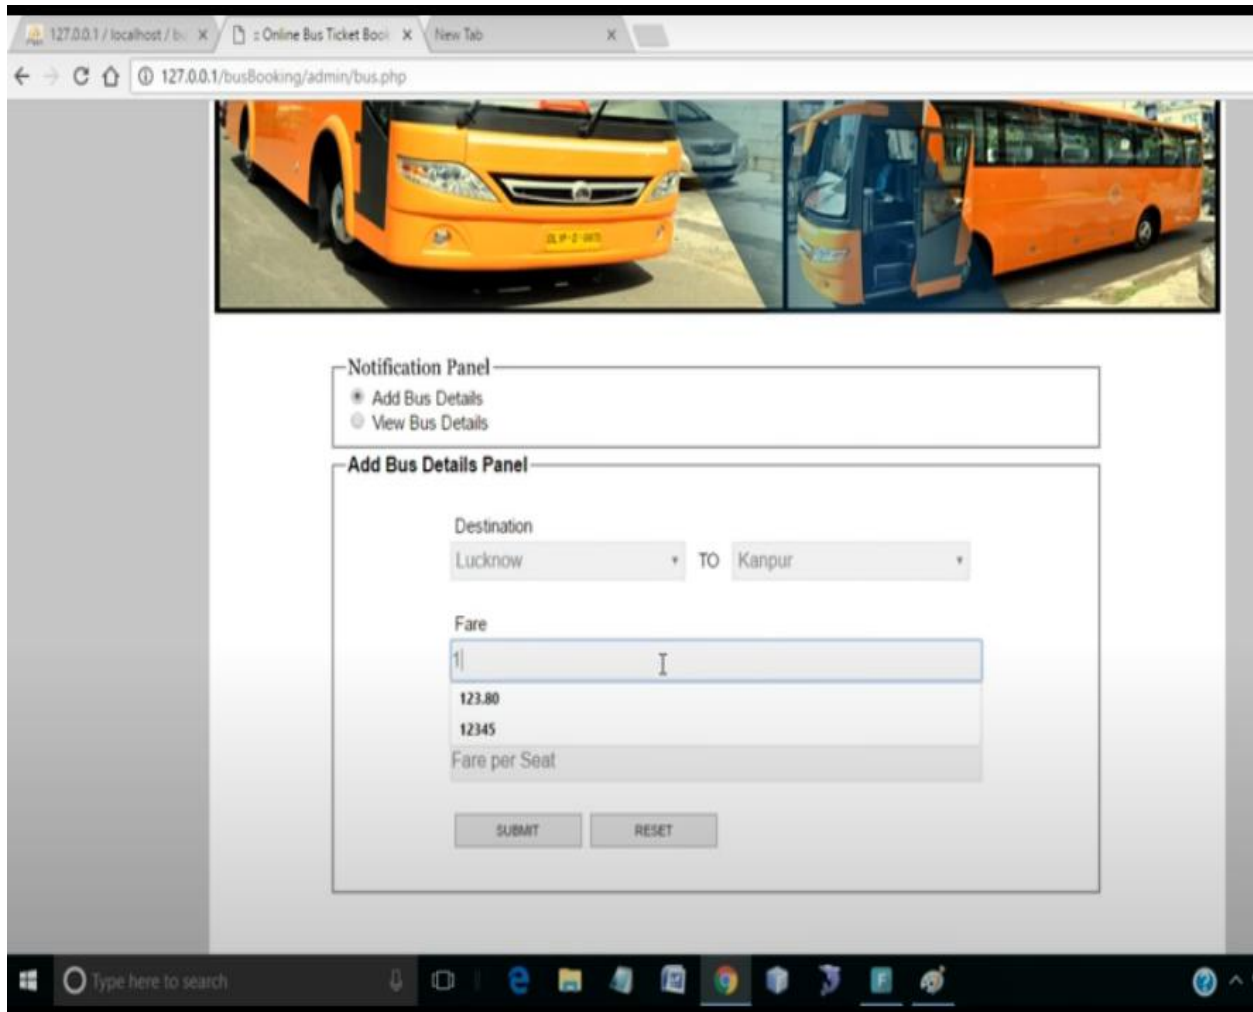 127.0.0.1 / localhost / bu
:: Online Bus Ticket Book
New Tab
127.0.0.1/busBooking/admin/bus.php
Notification Panel
Add Bus Details
View Bus Details
Add Bus Details Panel
Destination
Lucknow TO Kanpur
Fare
1
123.80
12345
Fare per Seat
SUBMIT RESET
Type here to search